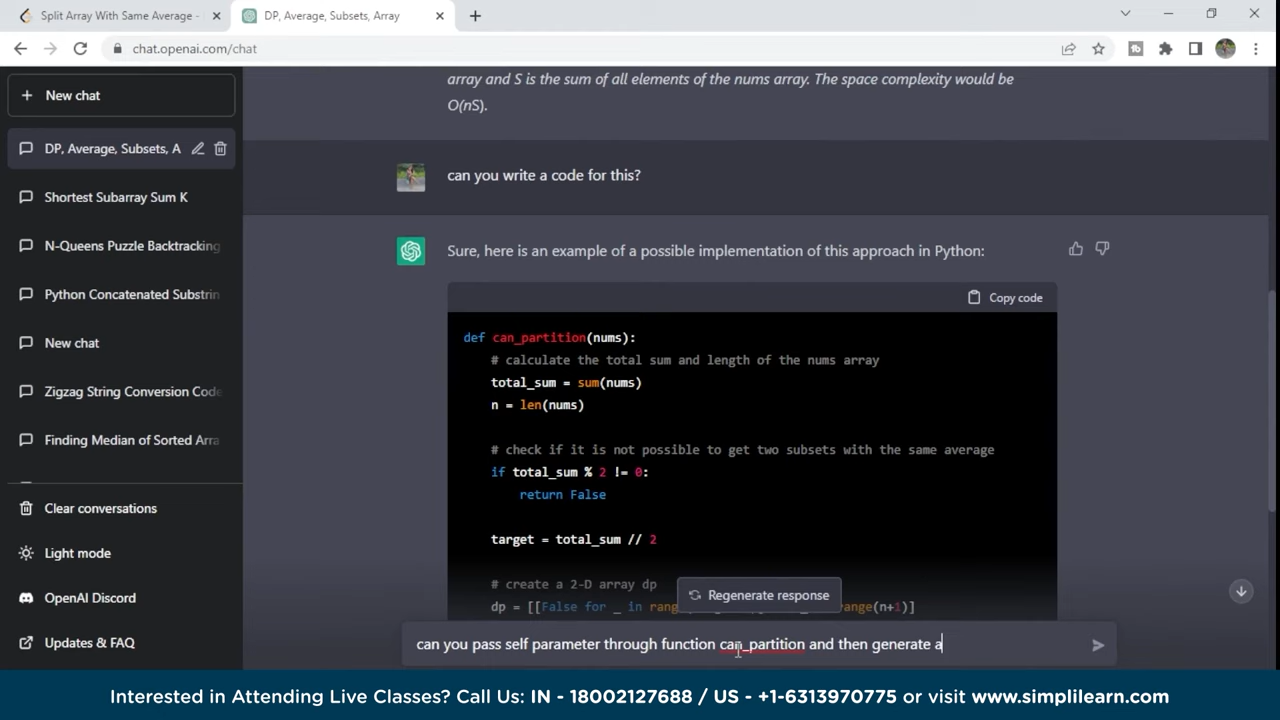 Split Array With Same Average -
DP, Average, Subsets, Array
chat.openai.com/chat
New chat
DP, Average, Subsets, A
Shortest Subarray Sum K
N-Queens Puzzle Backtracking
Python Concatenated Substrin
New chat
Zigzag String Conversion Code
Finding Median of Sorted Arra
Clear conversations
Light mode
OpenAI Discord
Updates & FAQ
array and S is the sum of all elements of the nums array. The space complexity would be
O(nS).
can you write a code for this?
Sure, here is an example of a possible implementation of this approach in Python:
Copy code
def can_partition(nums):
# calculate the total sum and length of the nums array
total_sum = sum(nums)
n = len(nums)
# check if it is not possible to get two subsets with the same average
if total_sum % 2 != 0:
return False
target = total_sum // 2
# create a 2-D array dp
dp = [[False for _ in rang
range(n+1)]
Regenerate response
can you pass self parameter through function can_partition and then generate a
Interested in Attending Live Classes? Call Us: IN - 18002127688 / US - +1-6313970775 or visit www.simplilearn.com